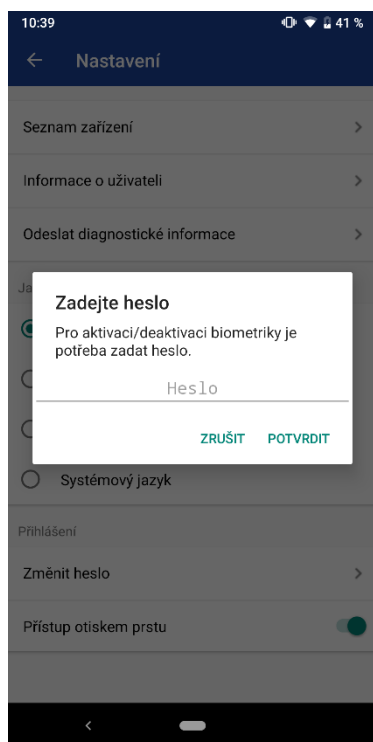 10:39
41 %
Nastavení
Seznam zařízení
Informace o uživateli
Odeslat diagnostické informace
Ja
Zadejte heslo
Pro aktivaci/deaktivaci biometriky je
potřeba zadat heslo.
Heslo
ZRUŠIT POTVRDIT
Systémový jazyk
Přihlášení
Změnit heslo
Přístup otiskem prstu